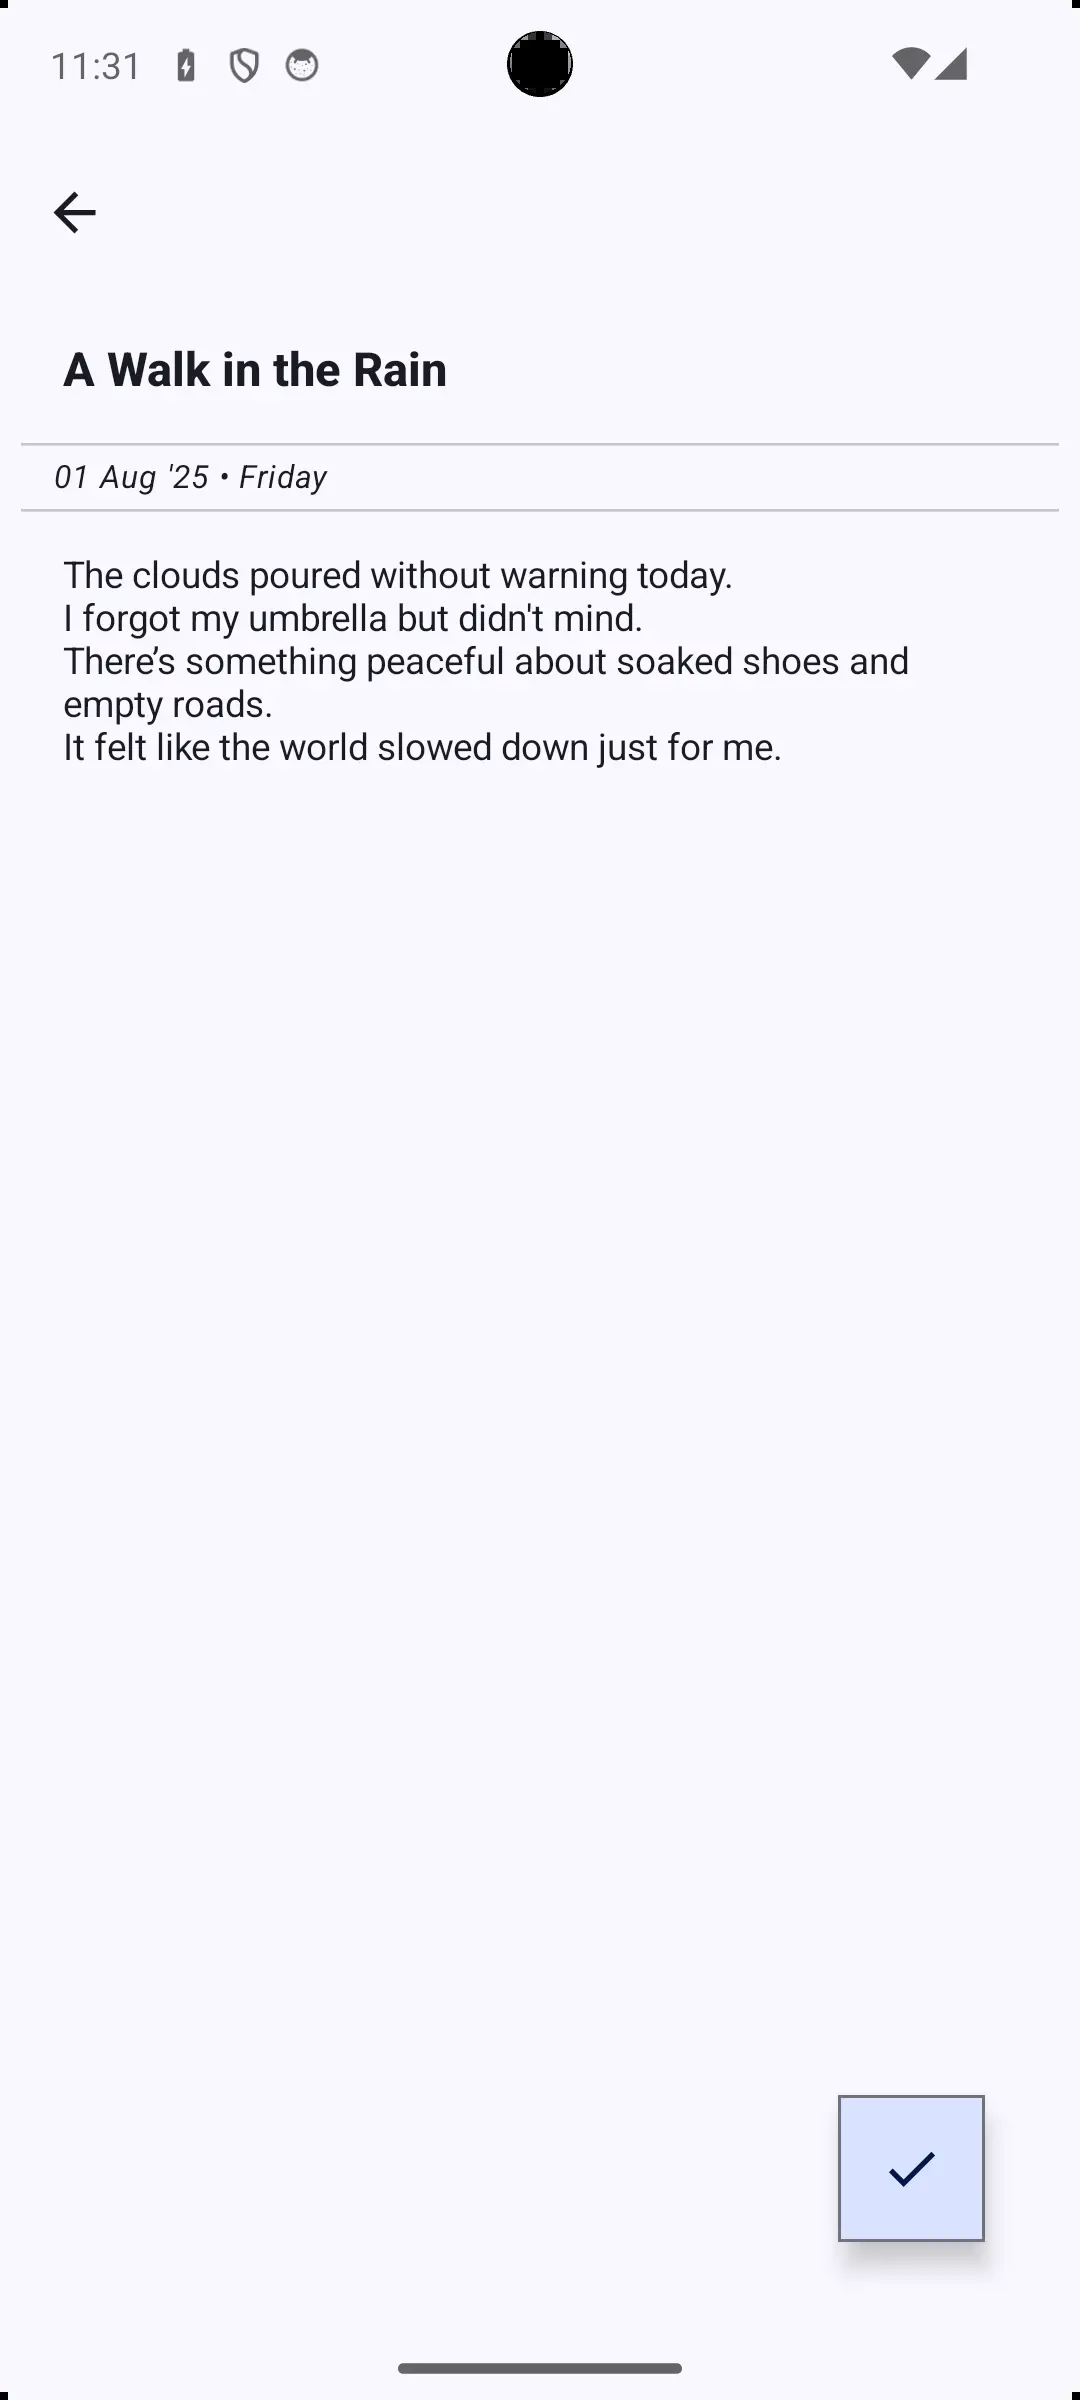 11:31
A Walk in the Rain
01 Aug '25 • Friday
The clouds poured without warning today.
I forgot my umbrella but didn't mind.
There’s something peaceful about soaked shoes and
empty roads.
It felt like the world slowed down just for me.